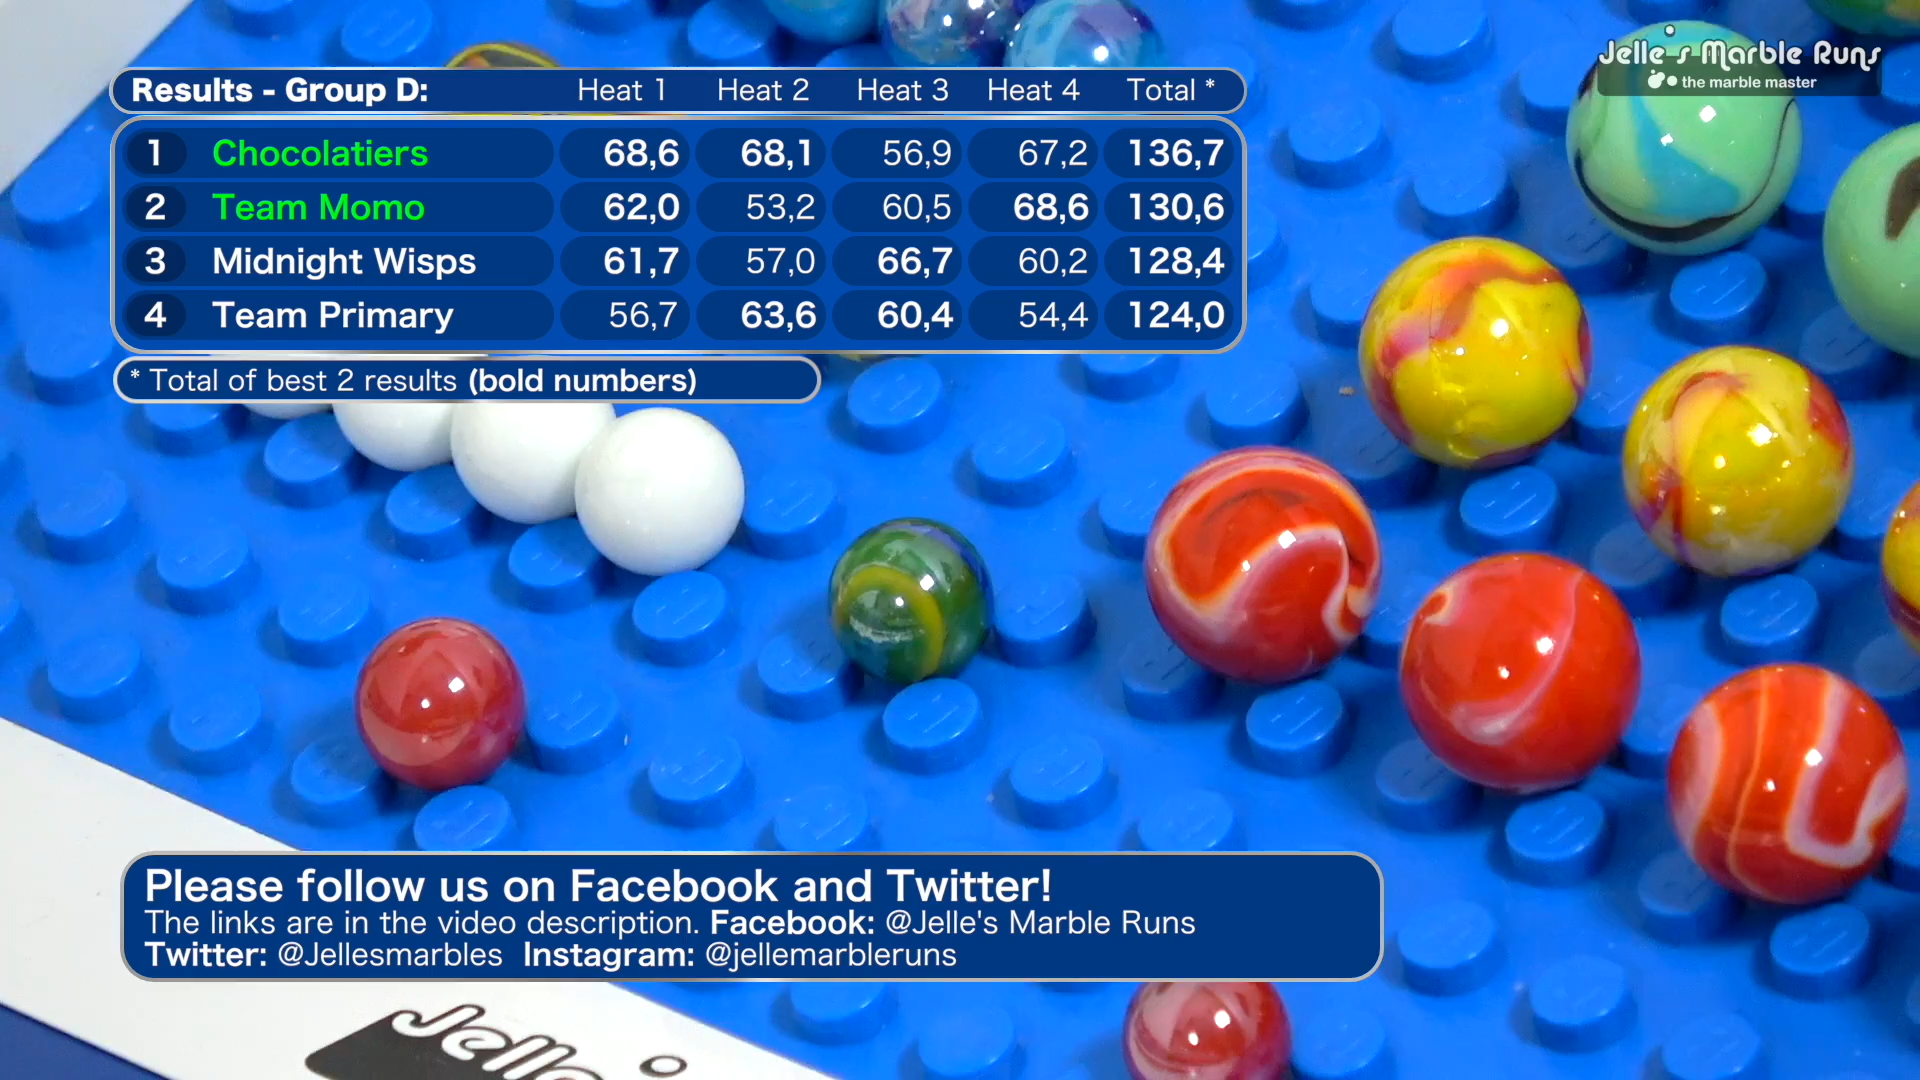 Jelle's Marble Runs
the marble master
Results - Group D: Heat 1 Heat 2 Heat 3 Heat 4 Total *
1 Chocolatiers 68,6 68,1 56,9 67,2 136,7
2 Team Momo 62,0 53,2 60,5 68,6 130,6
3 Midnight Wisps 61,7 57,0 66,7 60,2 128,4
4 Team Primary 56,7 63,6 60,4 54,4 124,0
* Total of best 2 results (bold numbers)
Please follow us on Facebook and Twitter!
The links are in the video description. Facebook: @Jelle's Marble Runs
Twitter: @Jellesmarbles Instagram: @jellemarbleruns
Jelle